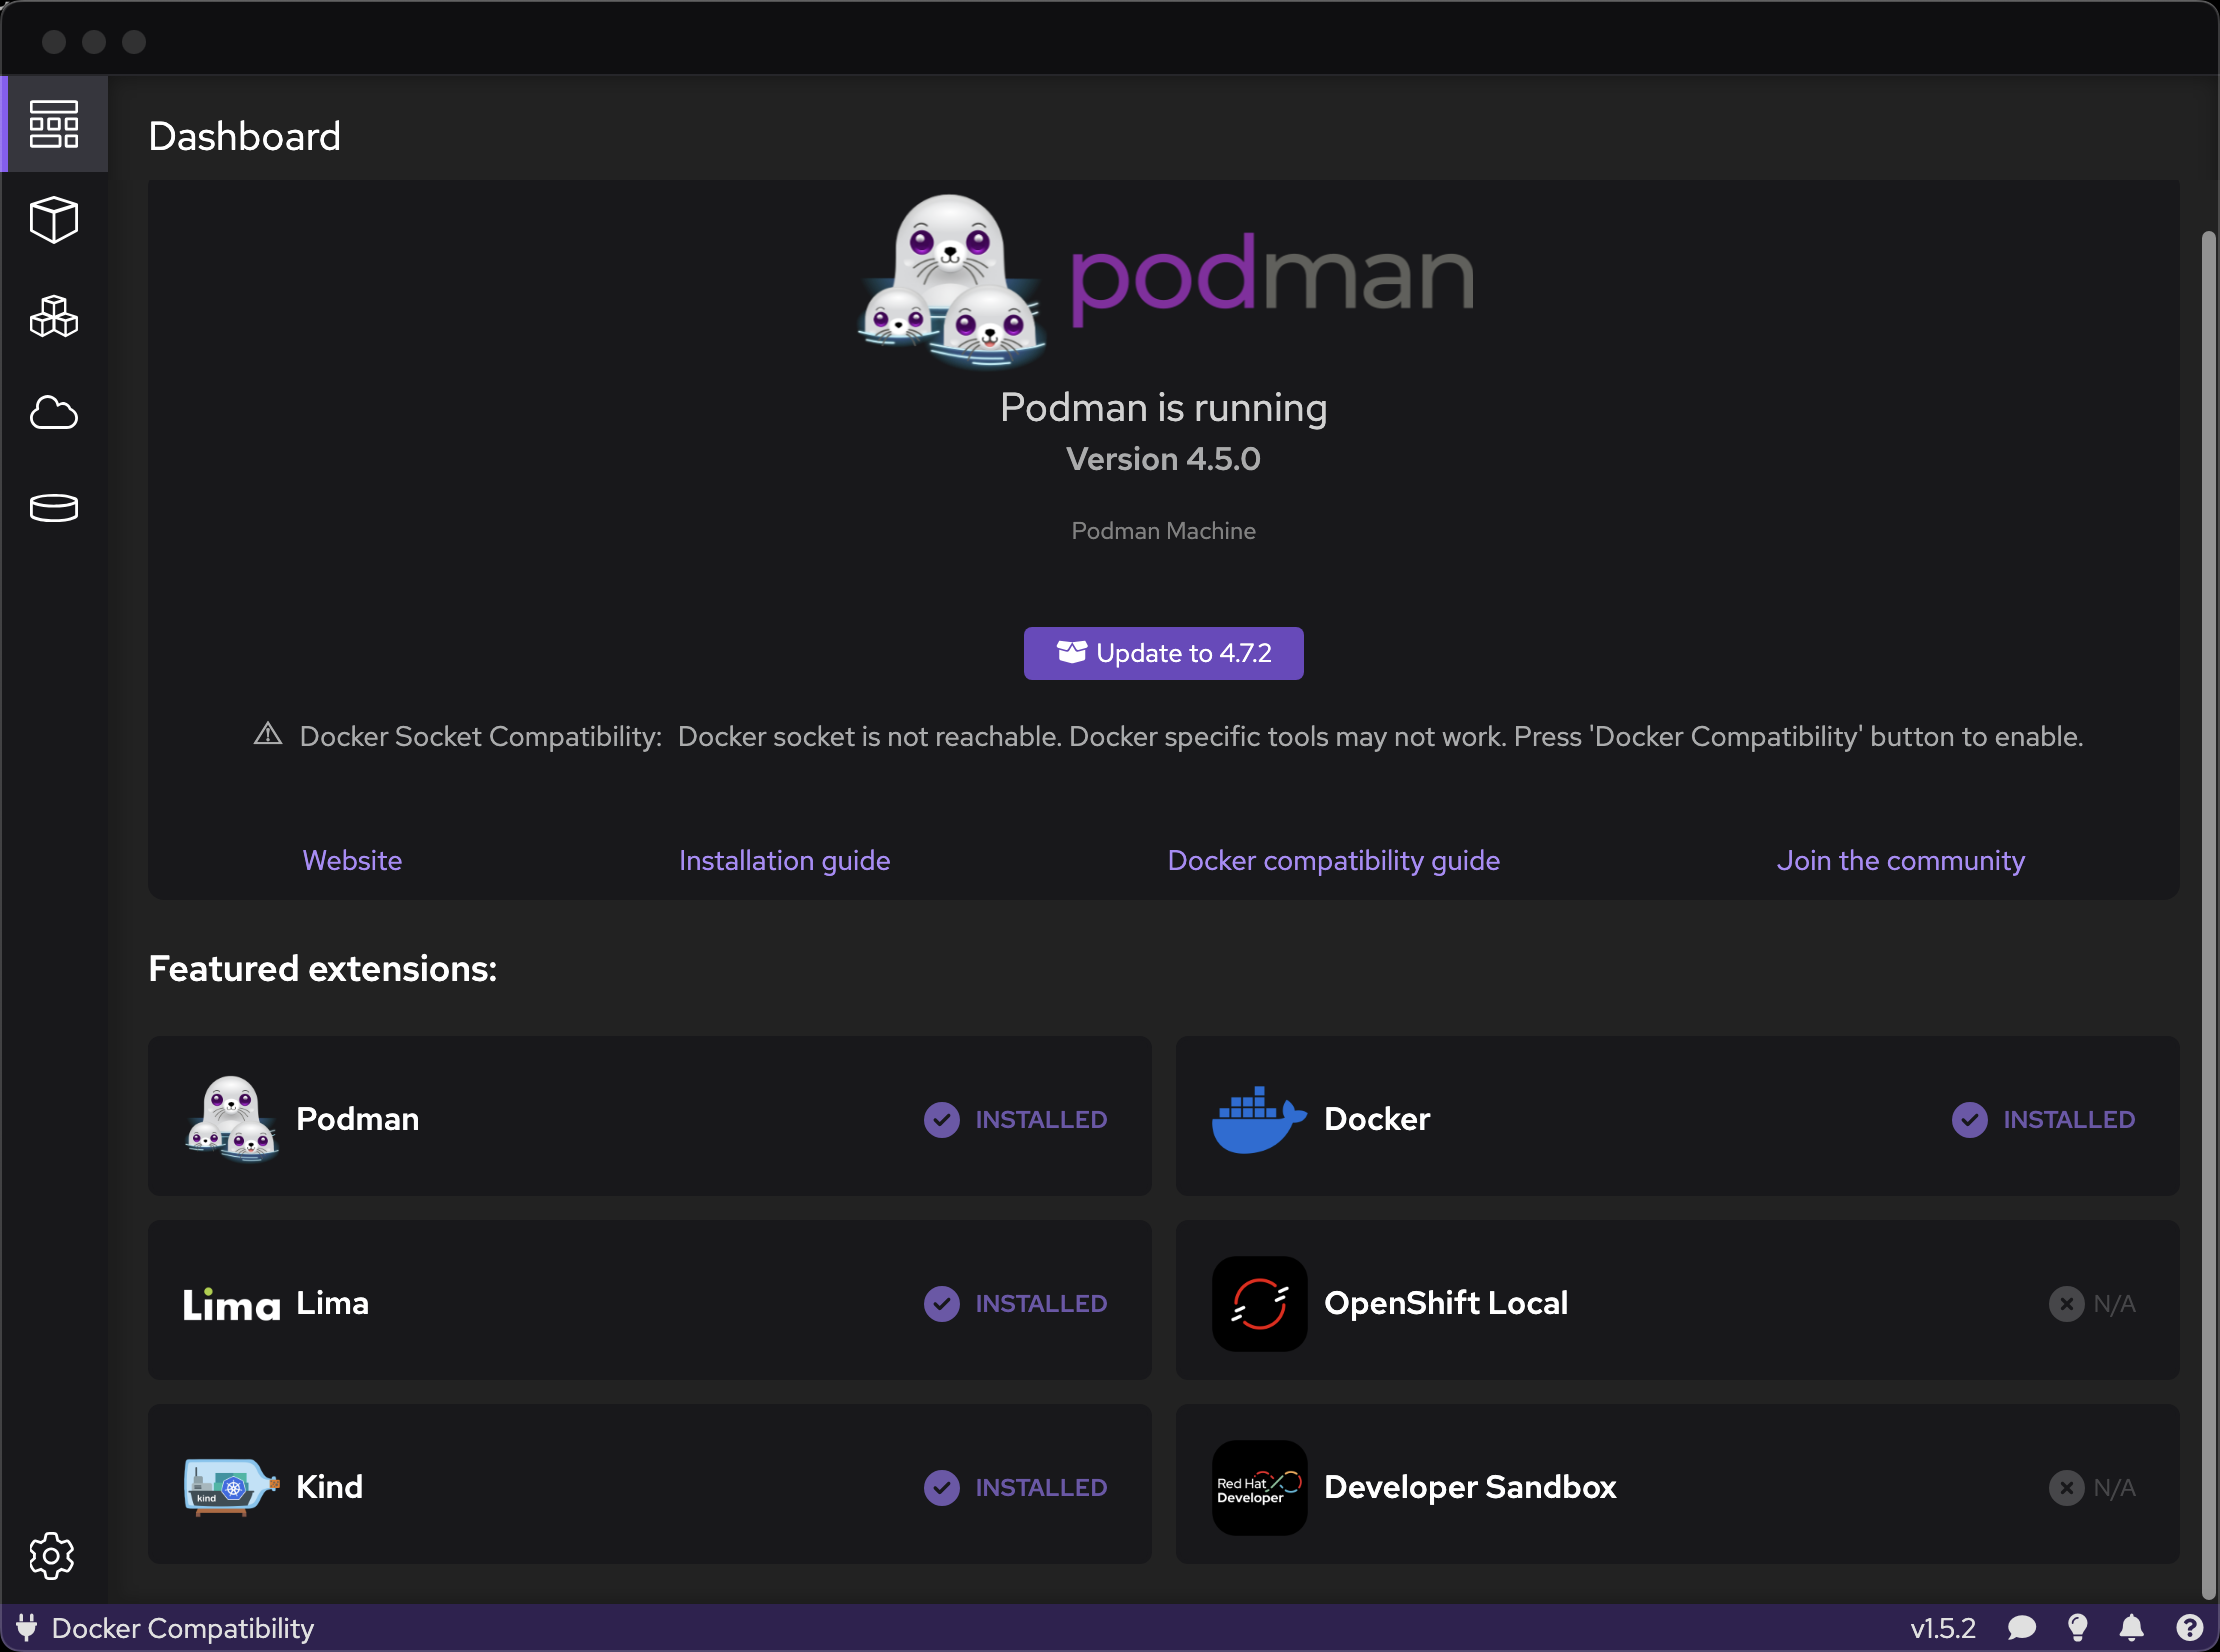 Dashboard
podman
Podman is running
Version 4.5.0
Podman Machine
Update to 4.7.2
Docker Socket Compatibility: Docker socket is not reachable. Docker specific tools may not work. Press 'Docker Compatibility' button to enable.
Website Installation guide Docker compatibility guide Join the community
Featured extensions:
Podman INSTALLED
Docker INSTALLED
Lima Lima INSTALLED
OpenShift Local N/A
kind Kind INSTALLED
Red Hat
Developer
Developer Sandbox N/A
Docker Compatibility v1.5.2